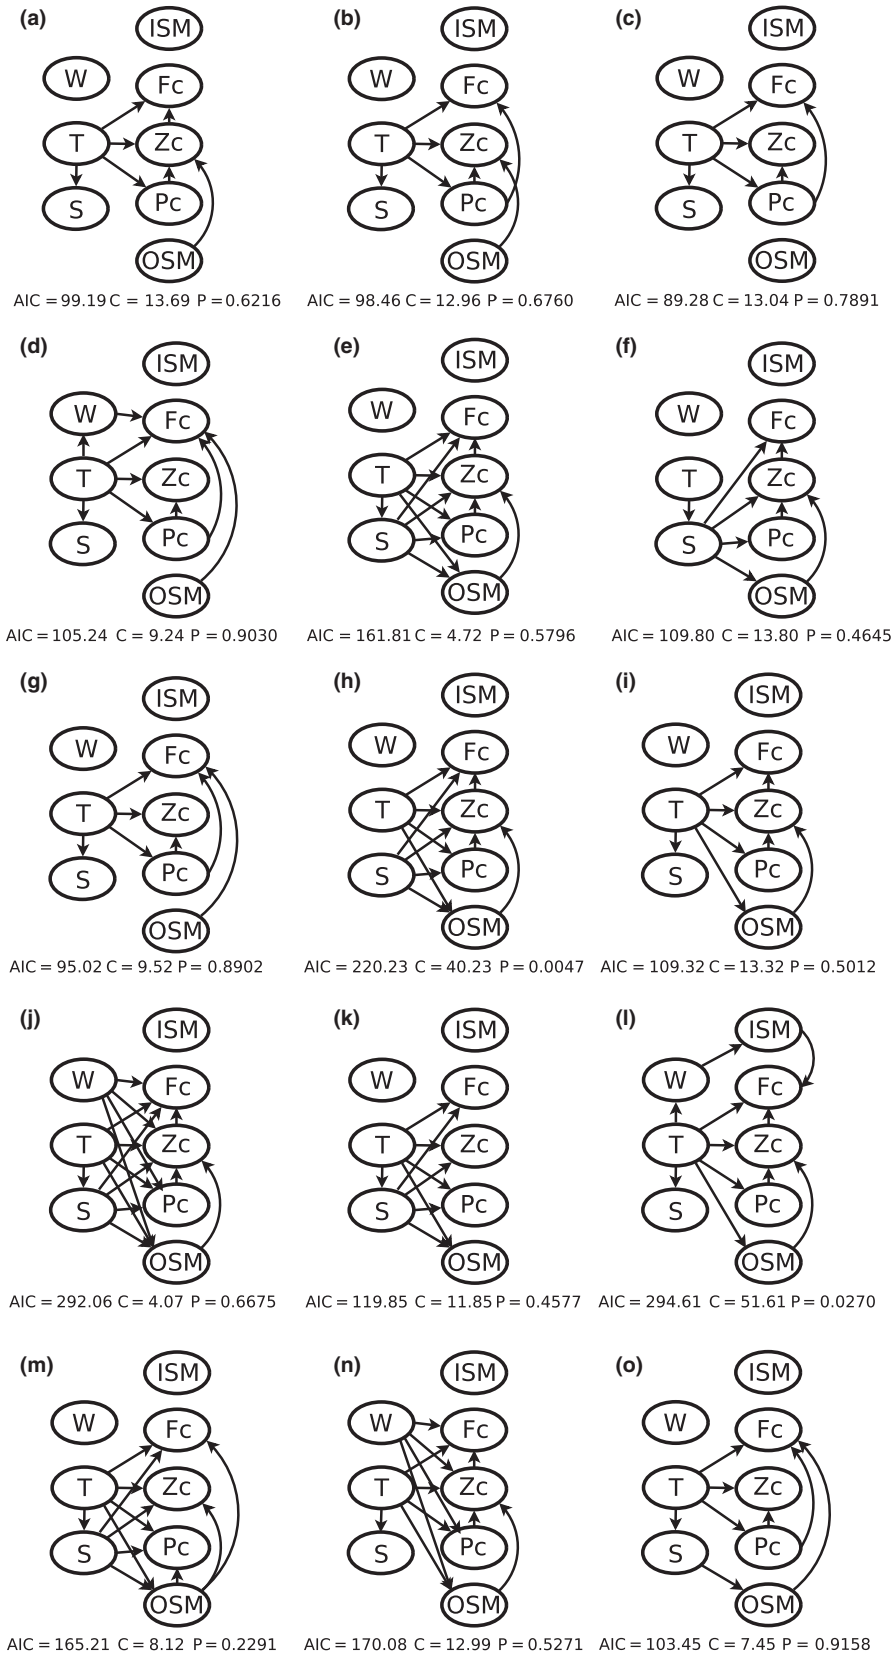 (a) (b) (c)
ISM ISM ISM
W Fc W Fc W Fc
T Zc T Zc T Zc
S Pc S Pc S Pc
OSM OSM OSM
AIC = 99.19 C = 13.69 P = 0.6216 AIC = 98.46 C = 12.96 P = 0.6760 AIC = 89.28 C = 13.04 P = 0.7891
(d) (e) (f)
ISM ISM ISM
W Fc W Fc W Fc
T Zc T Zc T Zc
S Pc S Pc S Pc
OSM OSM OSM
AIC = 105.24 C = 9.24 P = 0.9030 AIC = 161.81 C = 4.72 P = 0.5796 AIC = 109.80 C = 13.80 P = 0.4645
(g) (h) (i)
ISM ISM ISM
W Fc W Fc W Fc
T Zc T Zc T Zc
S Pc S Pc S Pc
OSM OSM OSM
AIC = 95.02 C = 9.52 P = 0.8902 AIC = 220.23 C = 40.23 P = 0.0047 AIC = 109.32 C = 13.32 P = 0.5012
(j) (k) (l)
ISM ISM ISM
W Fc W Fc W Fc
T Zc T Zc T Zc
S Pc S Pc S Pc
OSM OSM OSM
AIC = 292.06 C = 4.07 P = 0.6675 AIC = 119.85 C = 11.85 P = 0.4577 AIC = 294.61 C = 51.61 P = 0.0270
(m) (n) (o)
ISM ISM ISM
W Fc W Fc W Fc
T Zc T Zc T Zc
S Pc S Pc S Pc
OSM OSM OSM
AIC = 165.21 C = 8.12 P = 0.2291 AIC = 170.08 C = 12.99 P = 0.5271 AIC = 103.45 C = 7.45 P = 0.9158